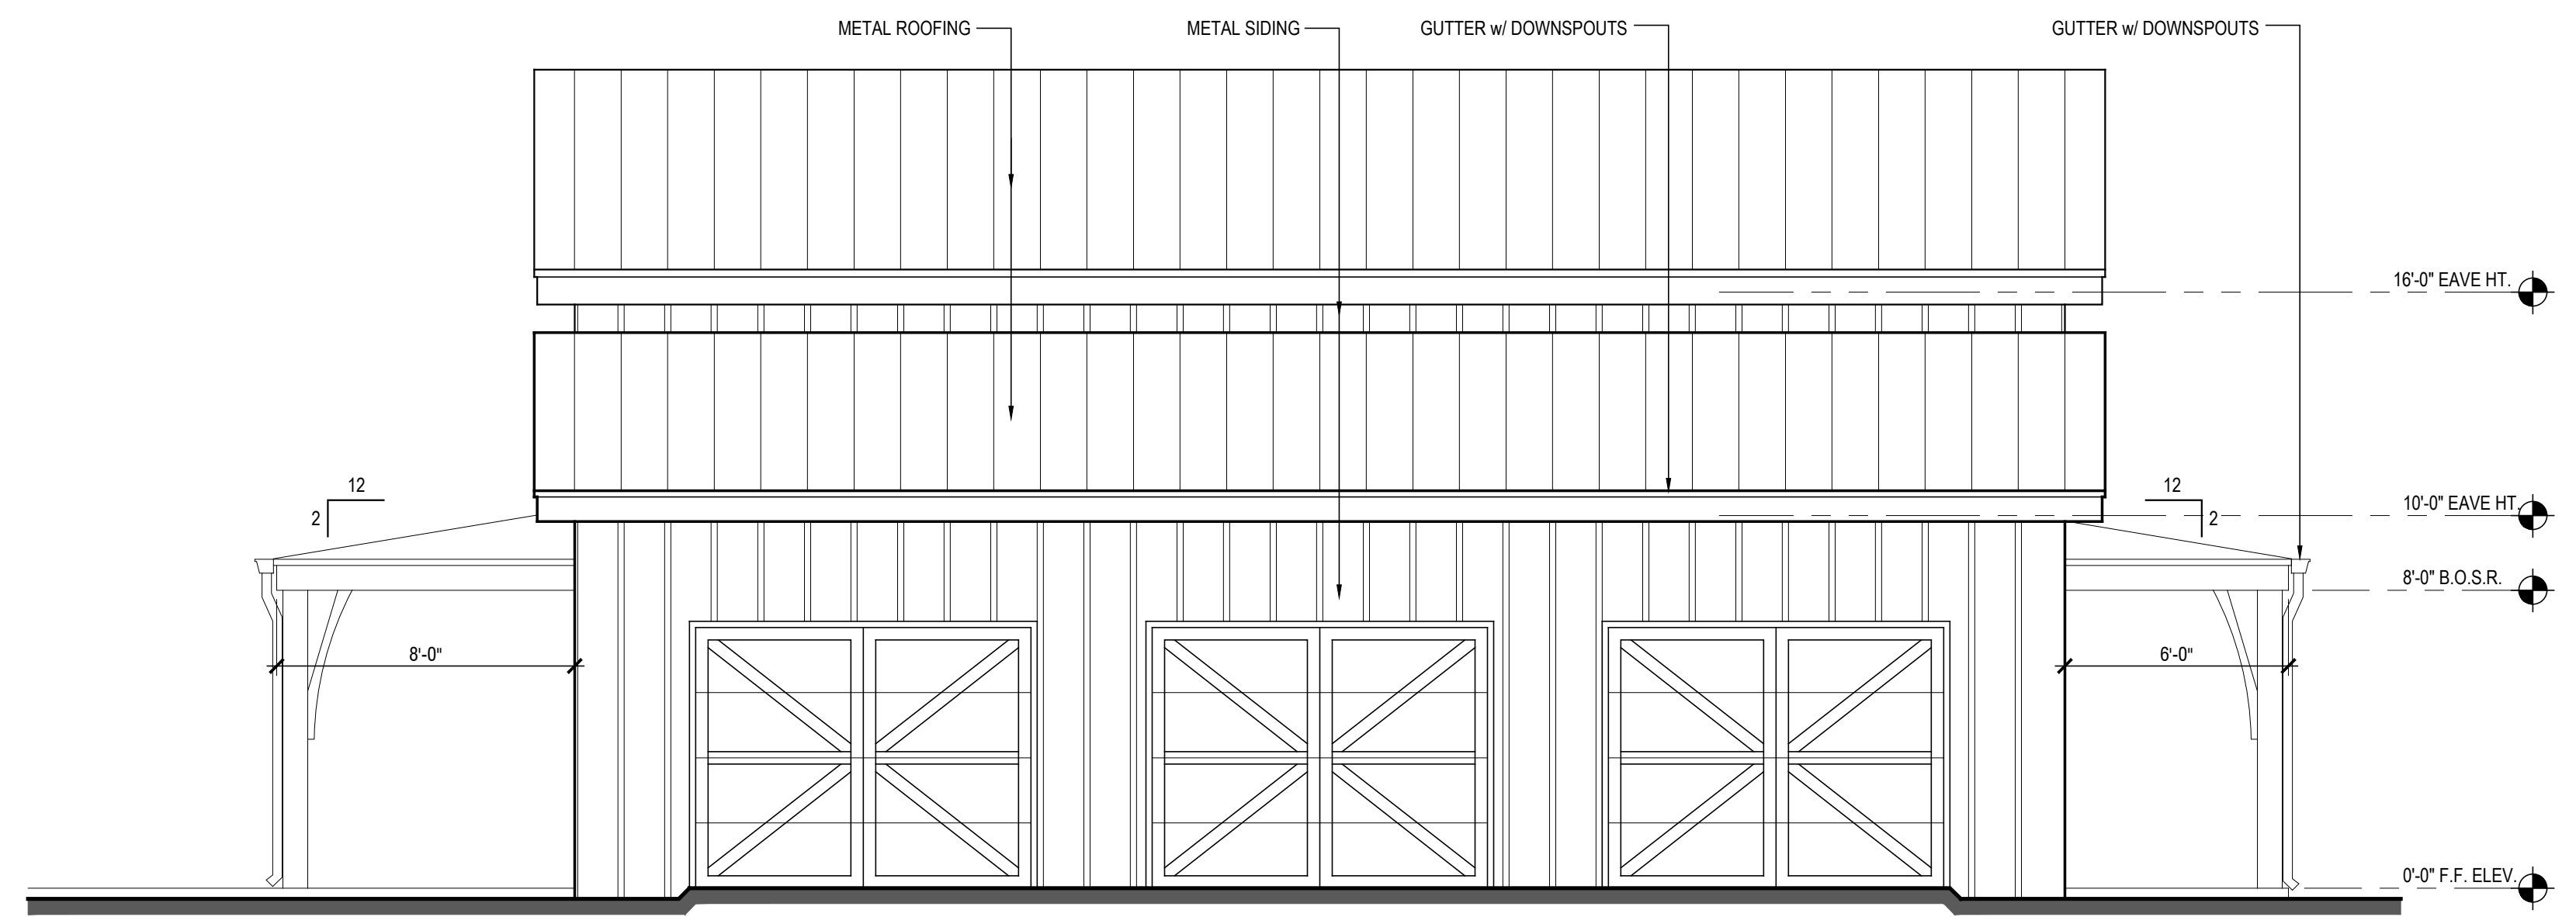 METAL ROOFING
METAL SIDING
GUTTER w/ DOWNSPOUTS
GUTTER w/ DOWNSPOUTS
16'-0" EAVE HT.
12
2
12
2
10'-0" EAVE HT.
8'-0" B.O.S.R.
8'-0"
6'-0"
0'-0" F.F. ELEV.